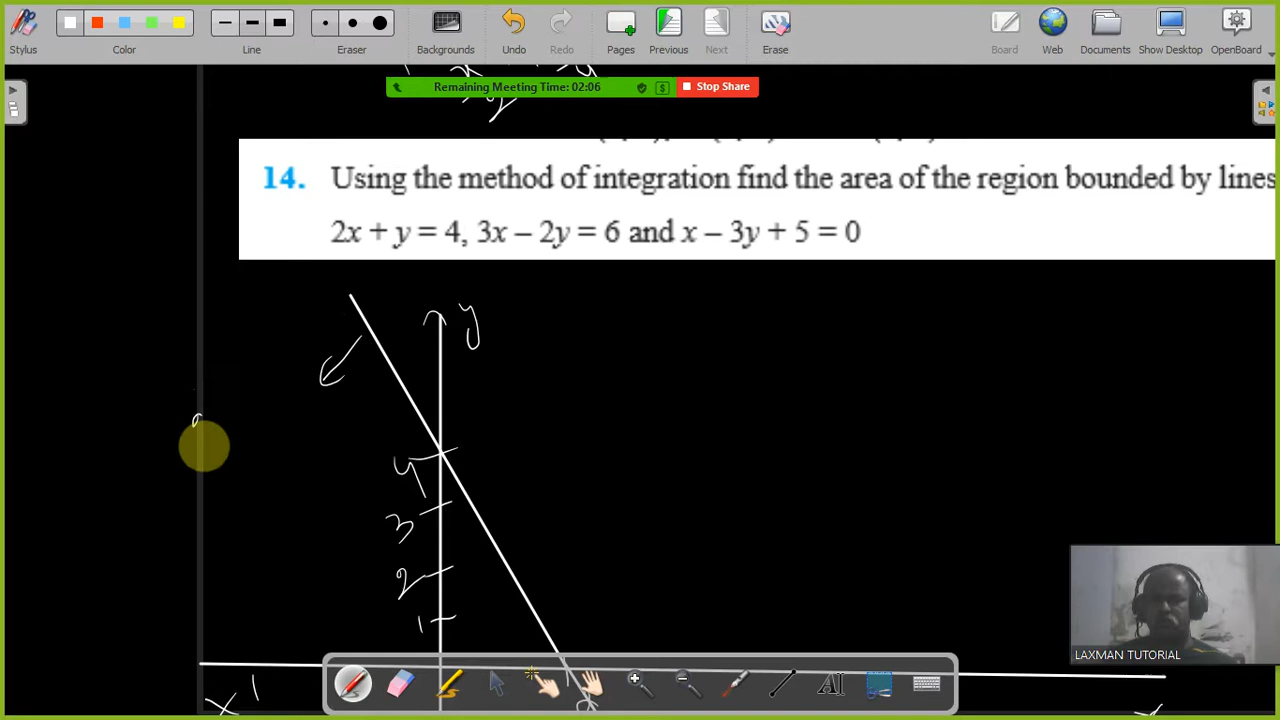 Stylus Color Line Eraser Backgrounds Undo Redo Pages Previous Next Erase Board Web Documents Show Desktop OpenBoard
Remaining Meeting Time: 02:06 Stop Share
14. Using the method of integration find the area of the region bounded by lines
2x + y = 4, 3x – 2y = 6 and x – 3y + 5 = 0
y
4
3
2
1
LAXMAN TUTORIAL